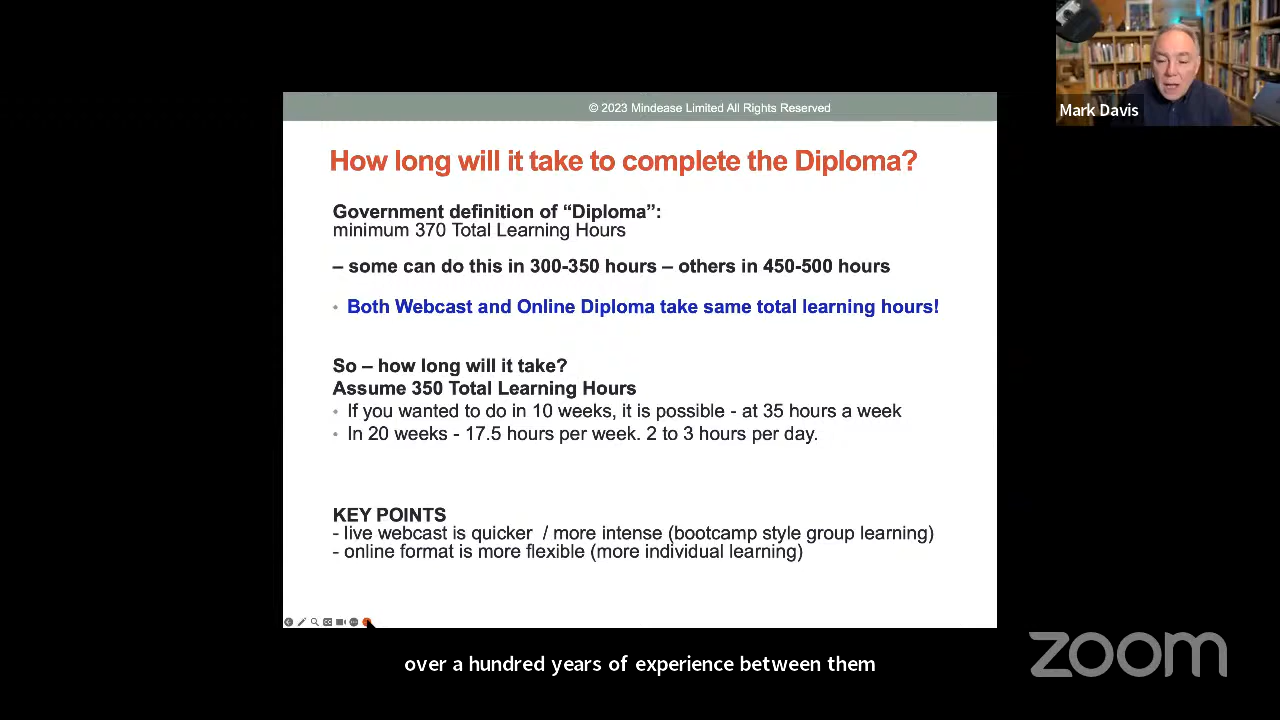 © 2023 Mindease Limited All Rights Reserved
Mark Davis
How long will it take to complete the Diploma?
Government definition of “Diploma”:
minimum 370 Total Learning Hours
– some can do this in 300-350 hours – others in 450-500 hours
• Both Webcast and Online Diploma take same total learning hours!
So – how long will it take?
Assume 350 Total Learning Hours
• If you wanted to do in 10 weeks, it is possible - at 35 hours a week
• In 20 weeks - 17.5 hours per week. 2 to 3 hours per day.
KEY POINTS
- live webcast is quicker / more intense (bootcamp style group learning)
- online format is more flexible (more individual learning)
over a hundred years of experience between them
zoom